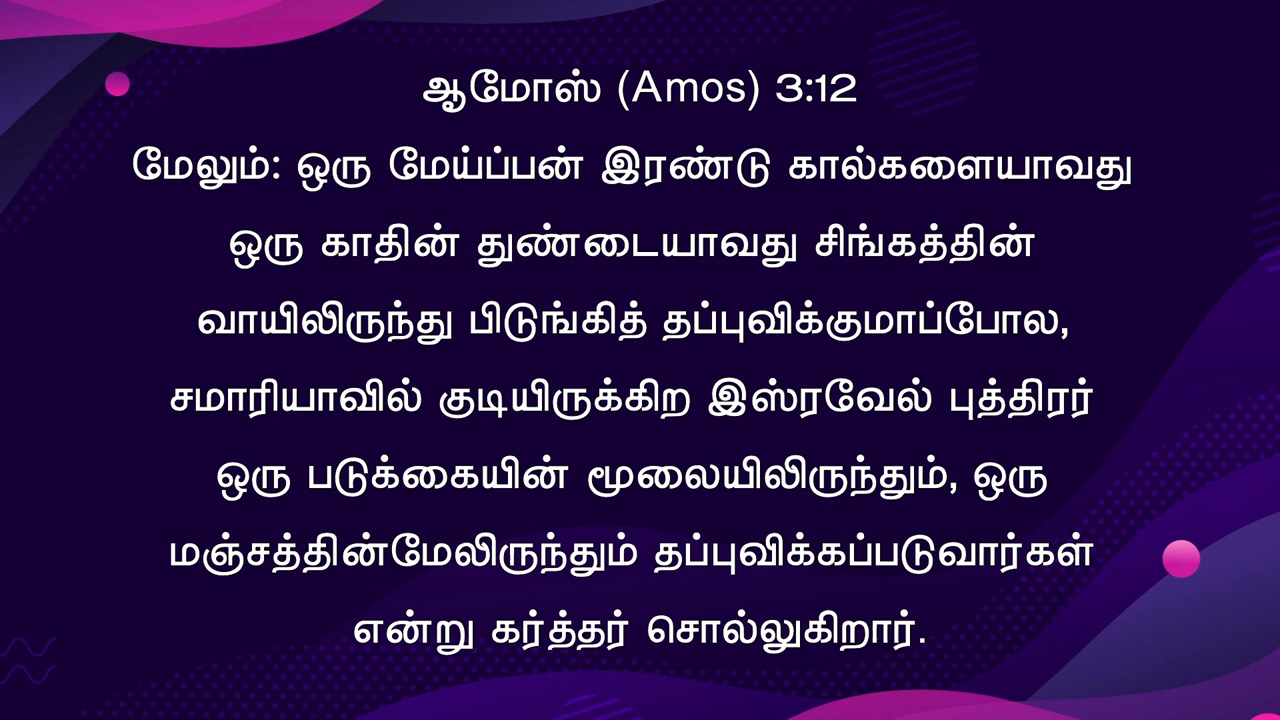 ஆமோஸ் (Amos) 3:12
மேலும்: ஒரு மேய்ப்பன் இரண்டு கால்களையாவது
ஒரு காதின் துண்டையாவது சிங்கத்தின்
வாயிலிருந்து பிடுங்கித் தப்புவிக்குமாப்போல,
சமாரியாவில் குடியிருக்கிற இஸ்ரவேல் புத்திரர்
ஒரு படுக்கையின் மூலையிலிருந்தும், ஒரு
மஞ்சத்தின்மேலிருந்தும் தப்புவிக்கப்படுவார்கள்
என்று கர்த்தர் சொல்லுகிறார்.